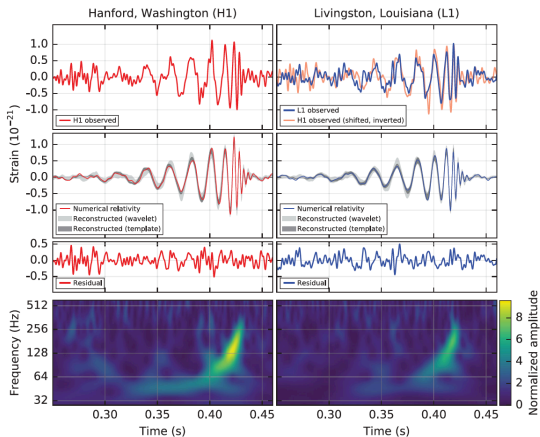 Hanford, Washington (H1)
Livingston, Louisiana (L1)
1.0
0.5
0.0
-0.5
-1.0
H1 observed
L1 observed
H1 observed (shifted, inverted)
Strain (10⁻²¹)
1.0
0.5
0.0
-0.5
-1.0
Numerical relativity
Reconstructed (wavelet)
Reconstructed (template)
Numerical relativity
Reconstructed (wavelet)
Reconstructed (template)
0.5
0.0
-0.5
Residual
Residual
Frequency (Hz)
512
256
128
64
32
0.30
0.35
0.40
0.45
Time (s)
0.30
0.35
0.40
0.45
Time (s)
8
6
4
2
0
Normalized amplitude